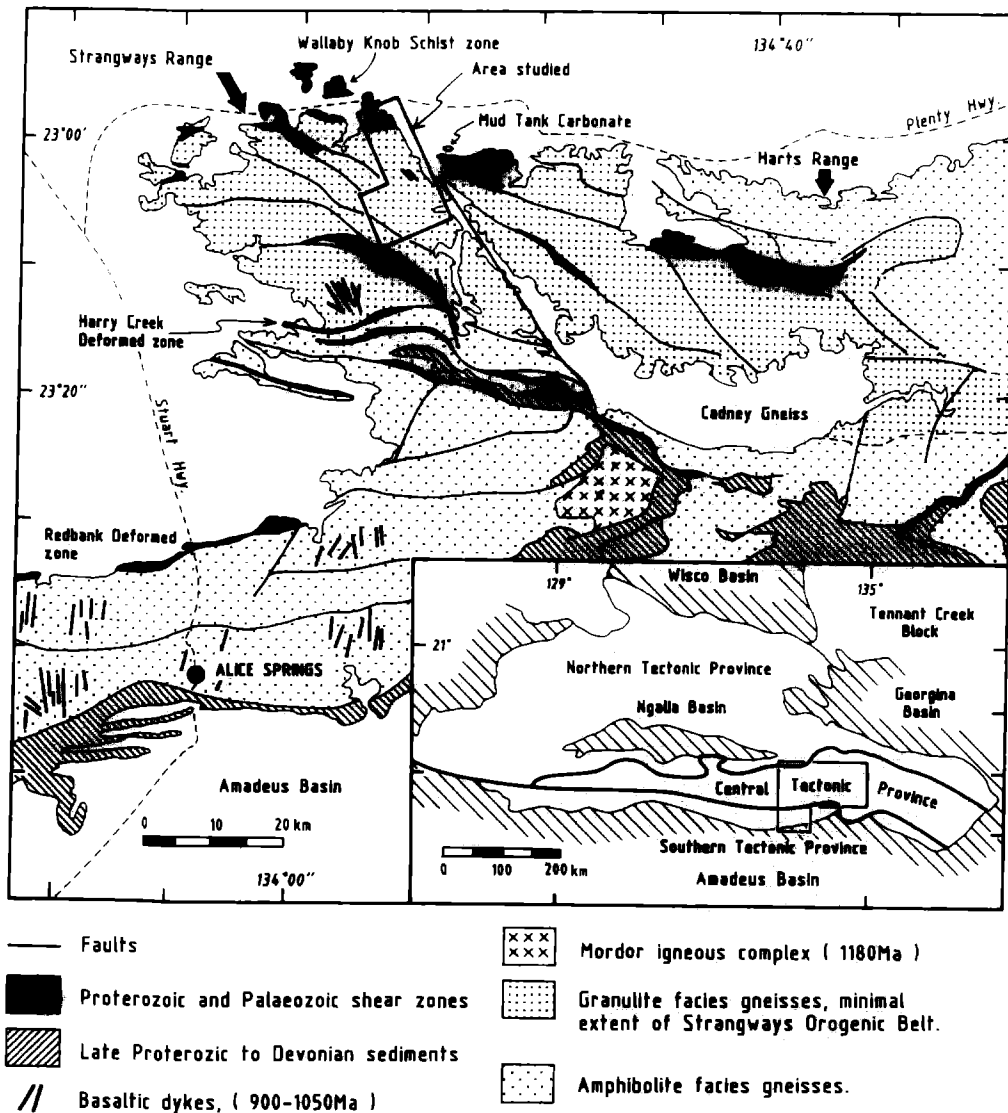 134°40''
Wallaby Knob Schist zone
Strangways Range
Area studied
Plenty Hwy.
23°00'
Mud Tank Carbonate
Harts Range
Harry Creek
Deformed zone
23°20''
Cadney Gneiss
Stuart Hwy.
Redbank Deformed
zone
ALICE SPRINGS
Amadeus Basin
0 10 20 km
134°00''
129°
135°
Wisco Basin
Tennant Creek
Block
21°
Northern Tectonic Province
Ngalla Basin
Georgina
Basin
Central Tectonic Province
Southern Tectonic Province
0 100 200 km
Amadeus Basin
Faults
Proterozoic and Palaeozoic shear zones
Late Proterozic to Devonian sediments
Basaltic dykes, ( 900-1050Ma )
Mordor igneous complex ( 1180Ma )
Granulite facies gneisses, minimal
extent of Strangways Orogenic Belt.
Amphibolite facies gneisses.